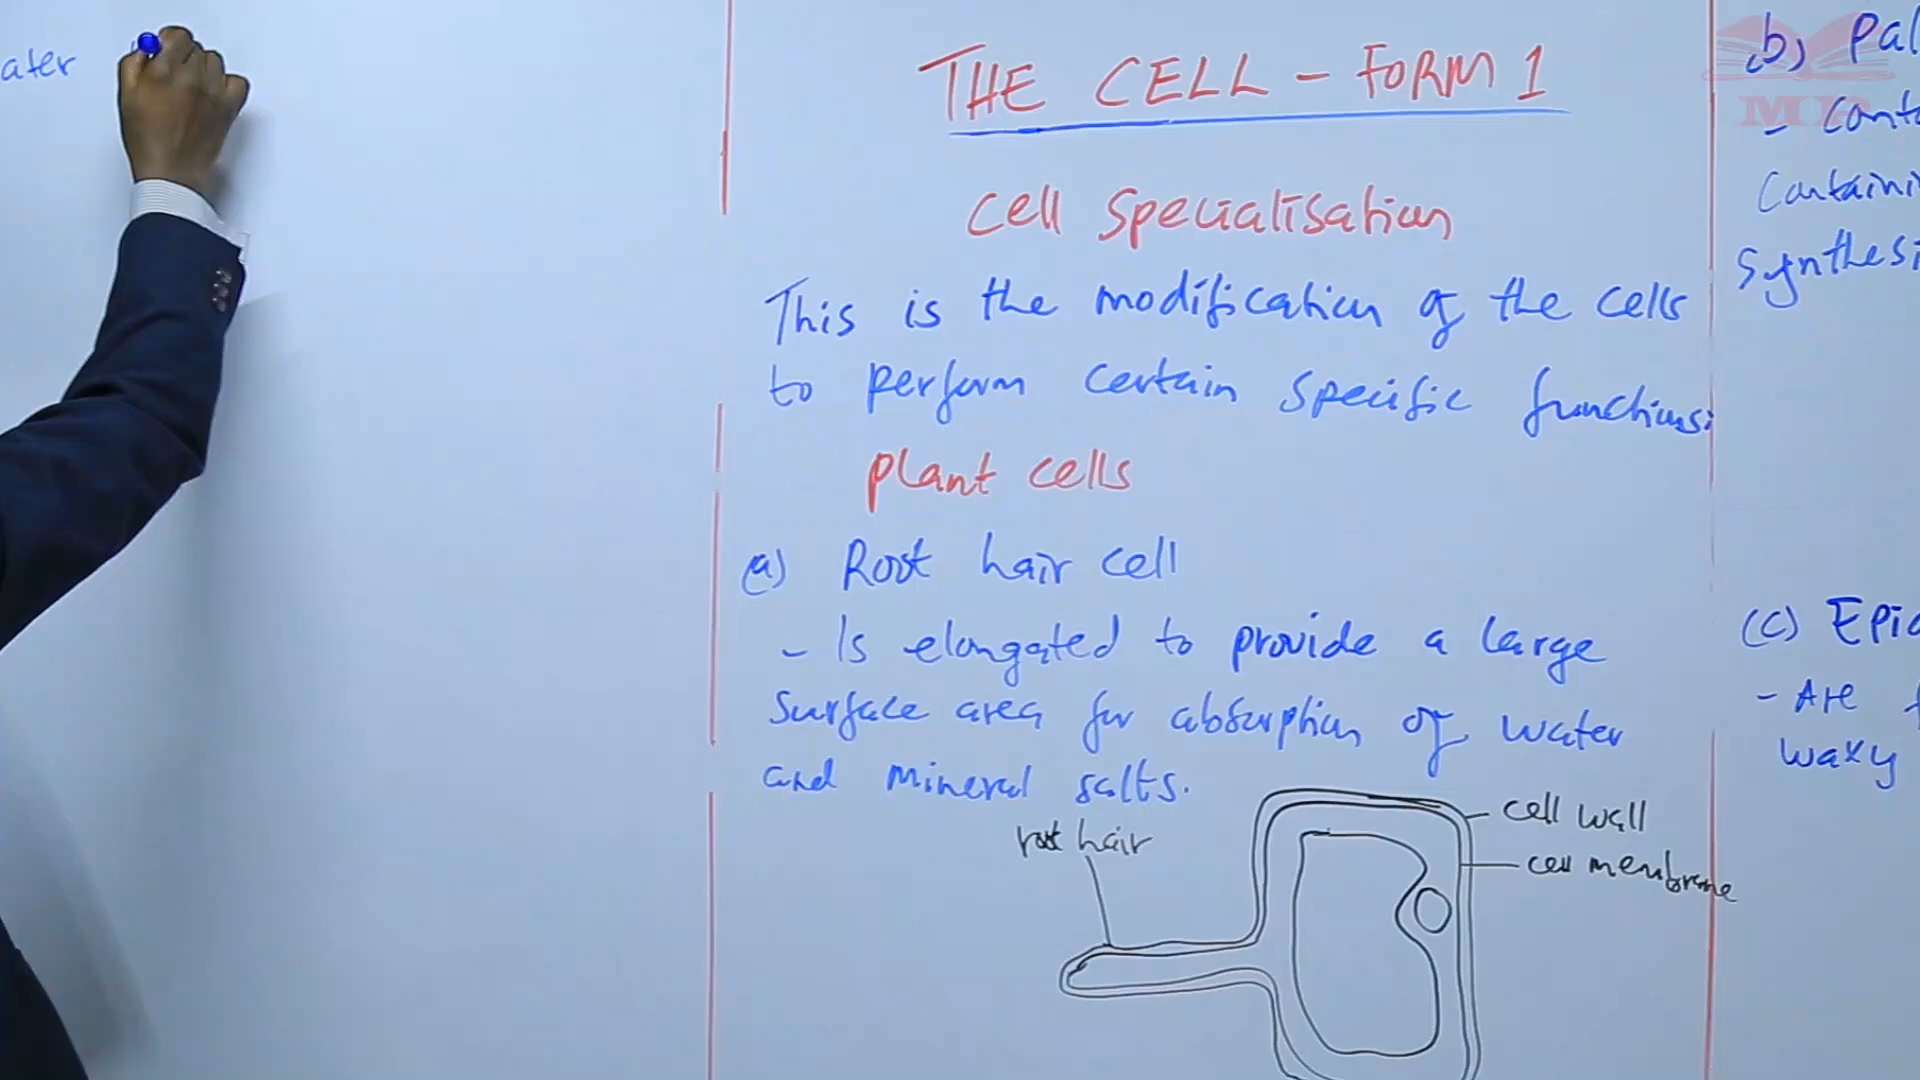 ater
THE CELL - FORM 1
Cell Specialisation
This is the modification of the cells
to perform certain specific functions.
Plant cells
(a) Root hair cell
- Is elongated to provide a large
surface area for absorption of water
and mineral salts.
root hair
cell wall
cell membrane
b) Pal
- Conta
Containi
Synthesi
(c) Epid
- Are
waxy